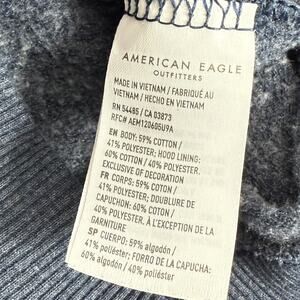 AMERICAN EAGLE
OUTFITTERS
MADE IN VIETNAM / FABRIQUÉ AU
VIETNAM / HECHO EN VIETNAM
RN 54485 / CA 03873
RFC# AEM120605U9A
EN BODY: 59% COTTON /
41% POLYESTER; HOOD LINING:
60% COTTON / 40% POLYESTER.
EXCLUSIVE OF DECORATION
FR CORPS: 59% COTON /
41% POLYESTER; DOUBLURE DE
CAPUCHON: 60% COTON /
40% POLYESTER. À L'EXCEPTION DE LA
GARNITURE
SP CUERPO: 59% algodón /
41% poliéster; FORRO DE LA CAPUCHA:
60% algodón / 40% poliéster